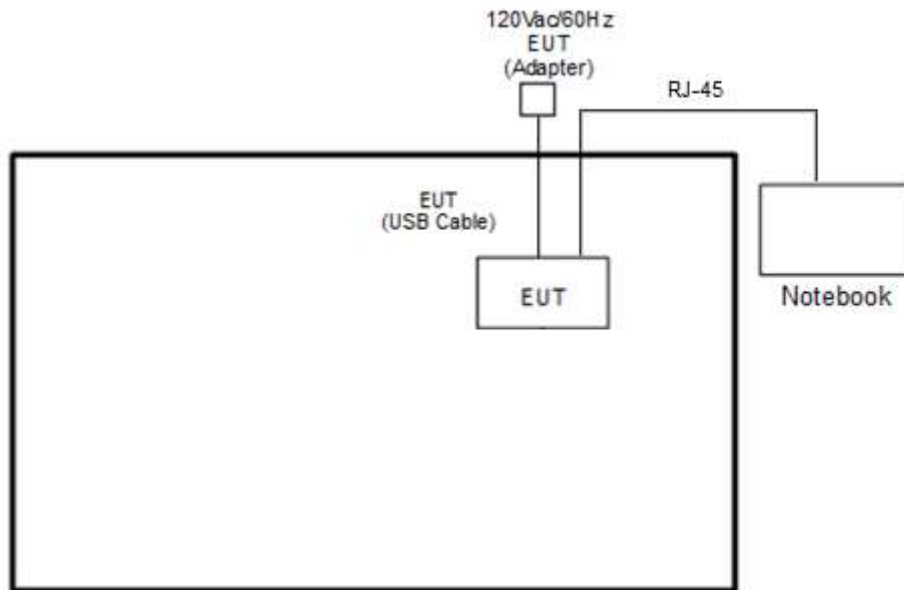 120Vac/60Hz
EUT
(Adapter)
RJ-45
EUT
(USB Cable)
EUT
Notebook